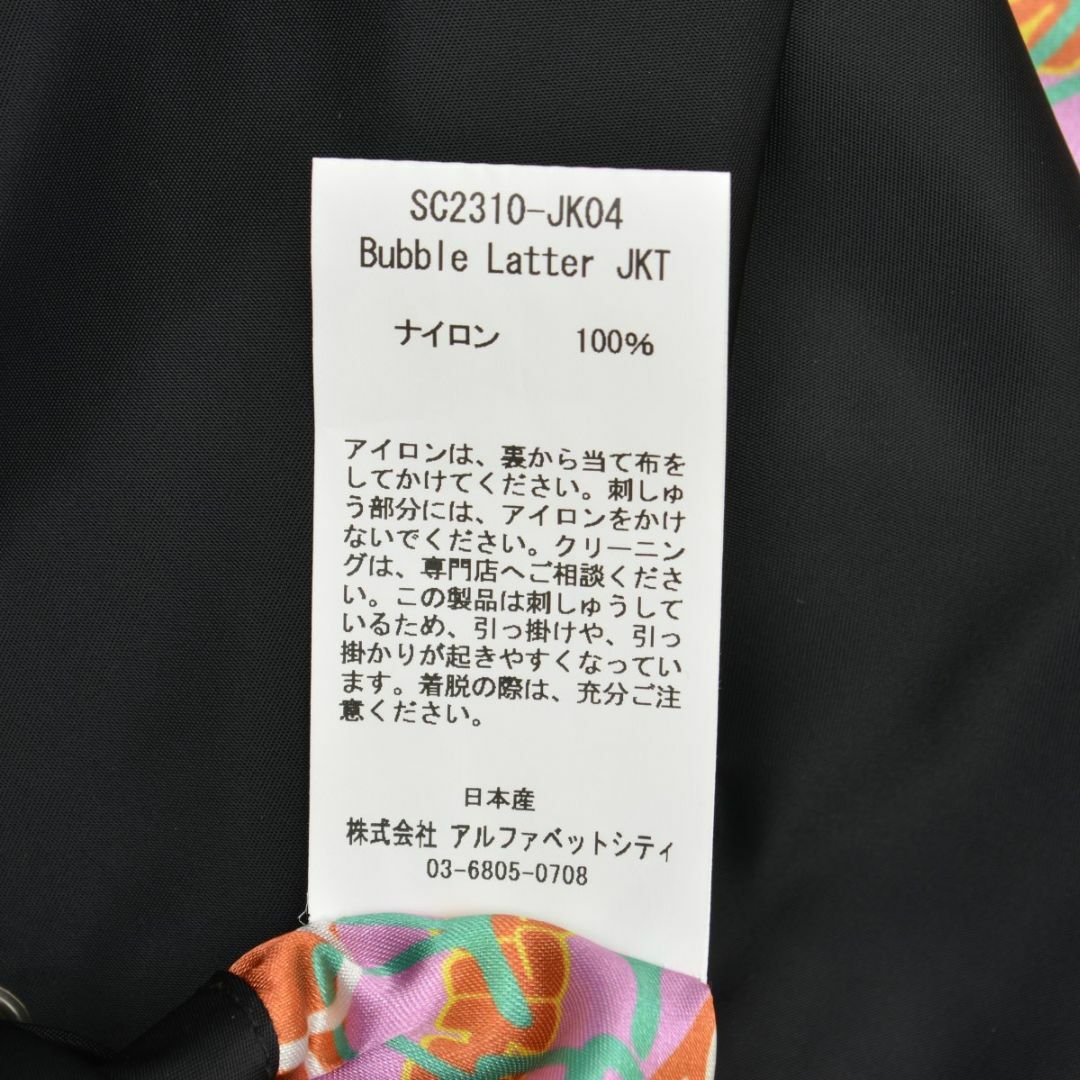 SC2310-JK04
Bubble Latter JKT
ナイロン 100%
アイロンは、裏から当て布を
してかけてください。刺しゅ
う部分には、アイロンをかけ
ないでください。クリーニン
グは、専門店へご相談くださ
い。この製品は刺しゅうして
いるため、引っ掛けや、引っ
掛かりが起きやすくなってい
ます。着脱の際は、充分ご注
意ください。
日本産
株式会社 アルファベットシティ
03-6805-0708